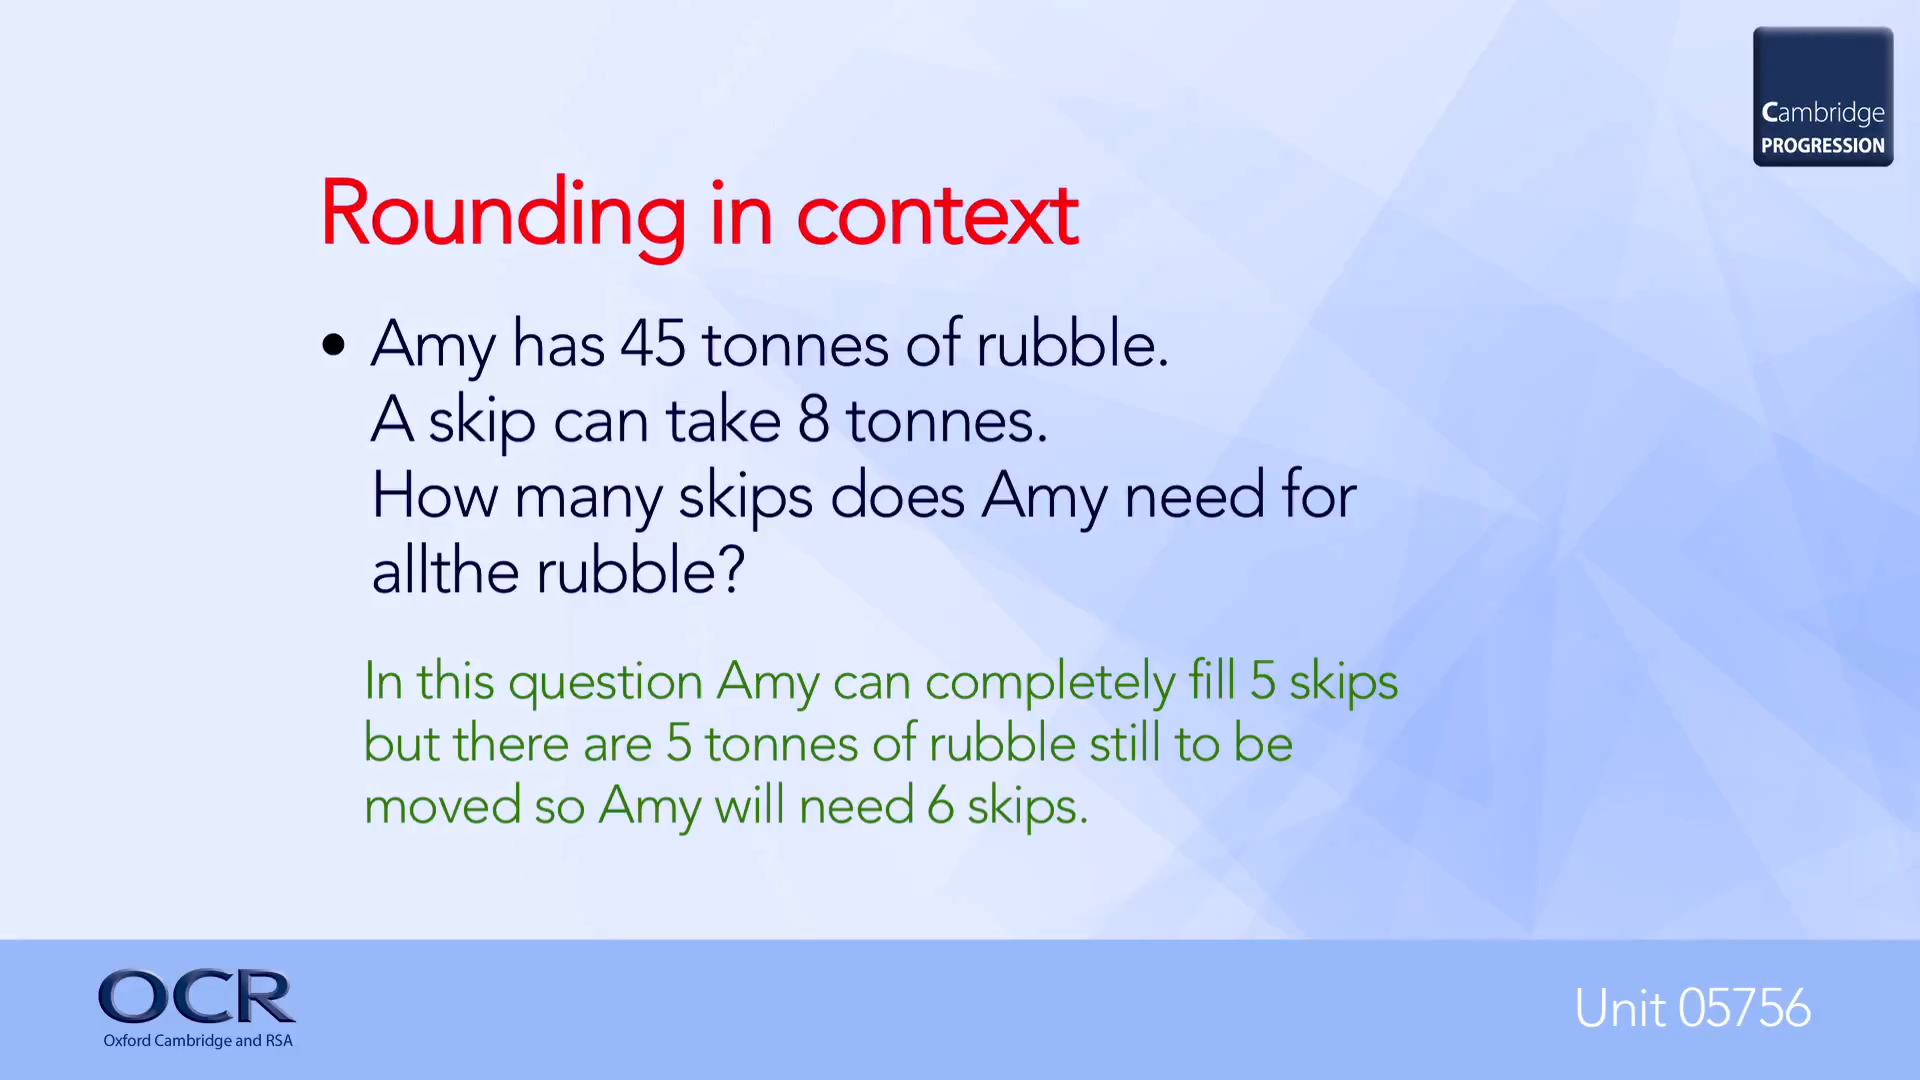 Cambridge
PROGRESSION
Rounding in context
• Amy has 45 tonnes of rubble.
A skip can take 8 tonnes.
How many skips does Amy need for
allthe rubble?
In this question Amy can completely fill 5 skips
but there are 5 tonnes of rubble still to be
moved so Amy will need 6 skips.
OCR
Oxford Cambridge and RSA
Unit 05756